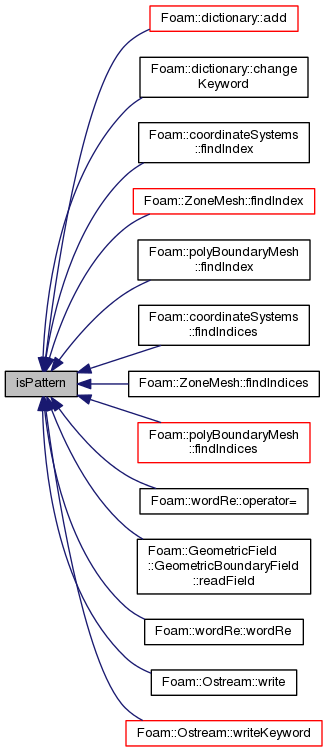 Foam::dictionary::add
Foam::dictionary::change
Keyword
Foam::coordinateSystems
::findIndex
Foam::ZoneMesh::findIndex
Foam::polyBoundaryMesh
::findIndex
Foam::coordinateSystems
::findIndices
isPattern
Foam::ZoneMesh::findIndices
Foam::polyBoundaryMesh
::findIndices
Foam::wordRe::operator=
Foam::GeometricField
::GeometricBoundaryField
::readField
Foam::wordRe::wordRe
Foam::Ostream::write
Foam::Ostream::writeKeyword